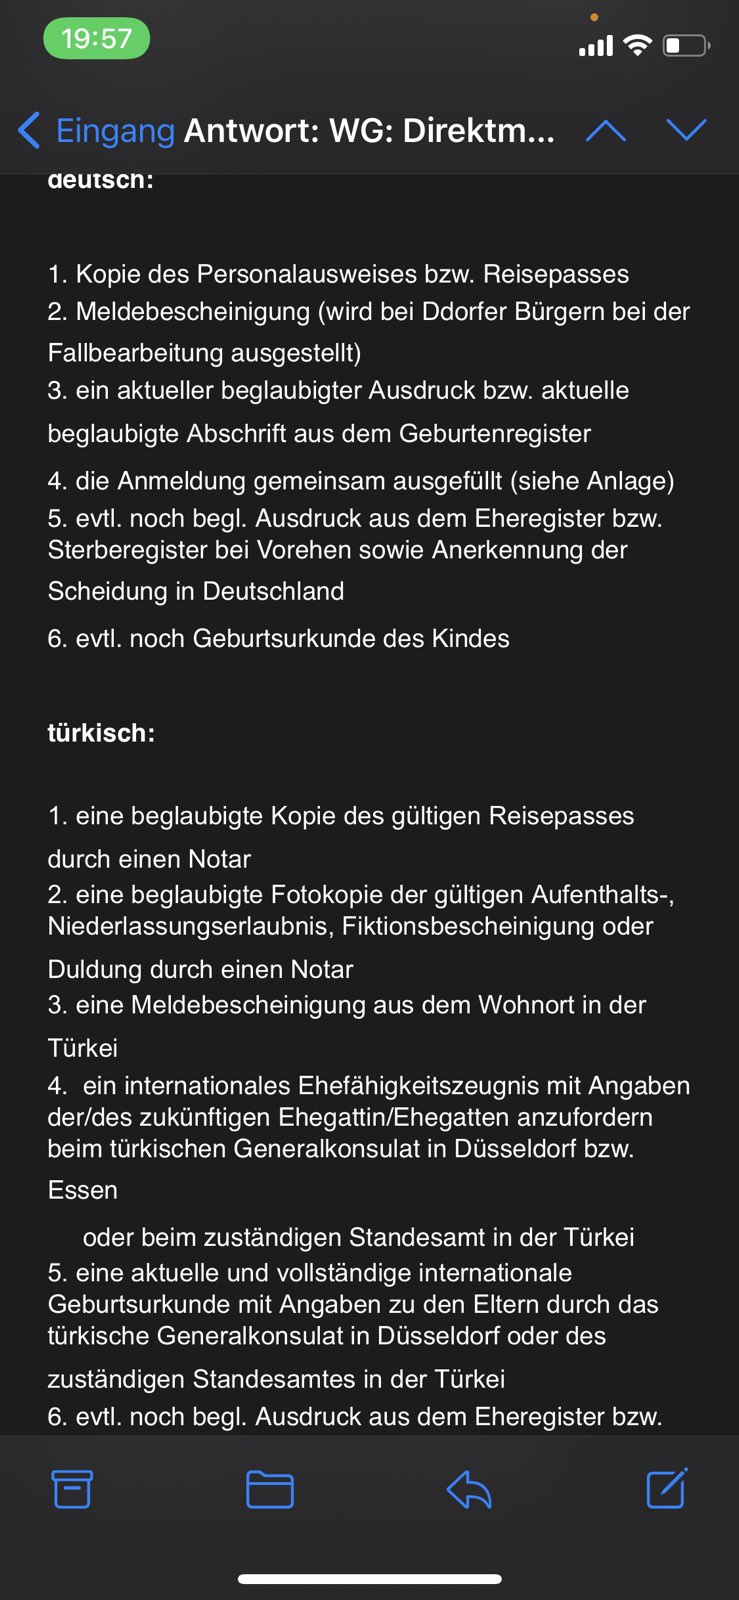 19:57
Eingang Antwort: WG: Direktm...
deutsch:
1. Kopie des Personalausweises bzw. Reisepasses
2. Meldebescheinigung (wird bei Ddorfer Bürgern bei der
Fallbearbeitung ausgestellt)
3. ein aktueller beglaubigter Ausdruck bzw. aktuelle
beglaubigte Abschrift aus dem Geburtenregister
4. die Anmeldung gemeinsam ausgefüllt (siehe Anlage)
5. evtl. noch begl. Ausdruck aus dem Eheregister bzw.
Sterberegister bei Vorehen sowie Anerkennung der
Scheidung in Deutschland
6. evtl. noch Geburtsurkunde des Kindes
türkisch:
1. eine beglaubigte Kopie des gültigen Reisepasses
durch einen Notar
2. eine beglaubigte Fotokopie der gültigen Aufenthalts-,
Niederlassungserlaubnis, Fiktionsbescheinigung oder
Duldung durch einen Notar
3. eine Meldebescheinigung aus dem Wohnort in der
Türkei
4.  ein internationales Ehefähigkeitszeugnis mit Angaben
der/des zukünftigen Ehegattin/Ehegatten anzufordern
beim türkischen Generalkonsulat in Düsseldorf bzw.
Essen
oder beim zuständigen Standesamt in der Türkei
5. eine aktuelle und vollständige internationale
Geburtsurkunde mit Angaben zu den Eltern durch das
türkische Generalkonsulat in Düsseldorf oder des
zuständigen Standesamtes in der Türkei
6. evtl. noch begl. Ausdruck aus dem Eheregister bzw.